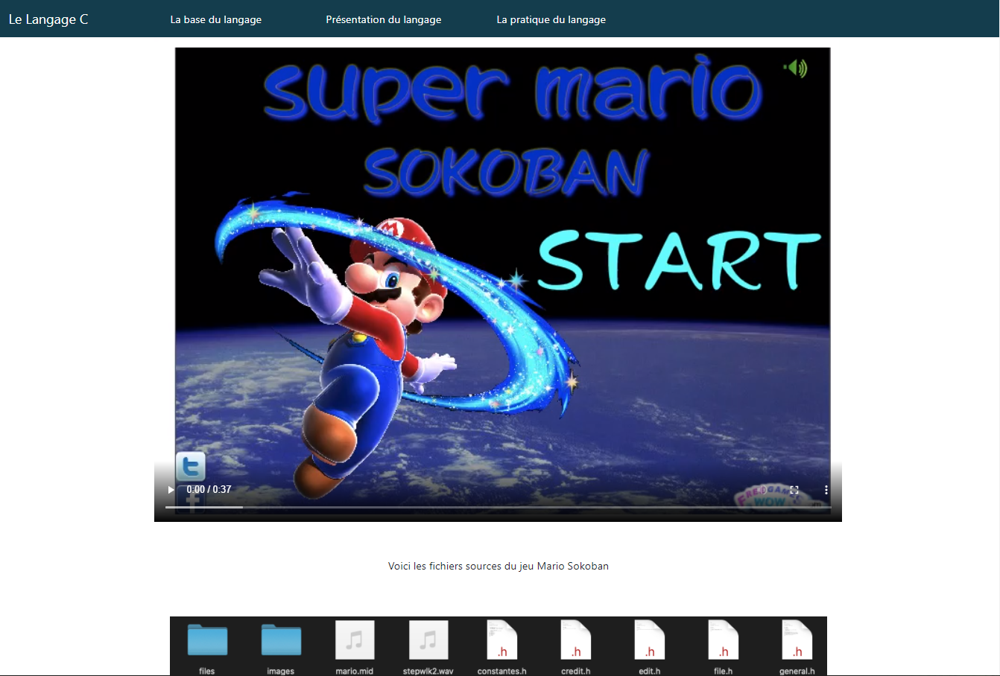 Le Langage C
La base du langage
Présentation du langage
La pratique du langage
super mario
SOKOBAN
START
M
t
f
0:00 / 0:37
FREEGAMES
WOW
Voici les fichiers sources du jeu Mario Sokoban
.h .h .h .h .h
files images mario.mid stepwlk2.wav constantes.h credit.h edit.h file.h general.h